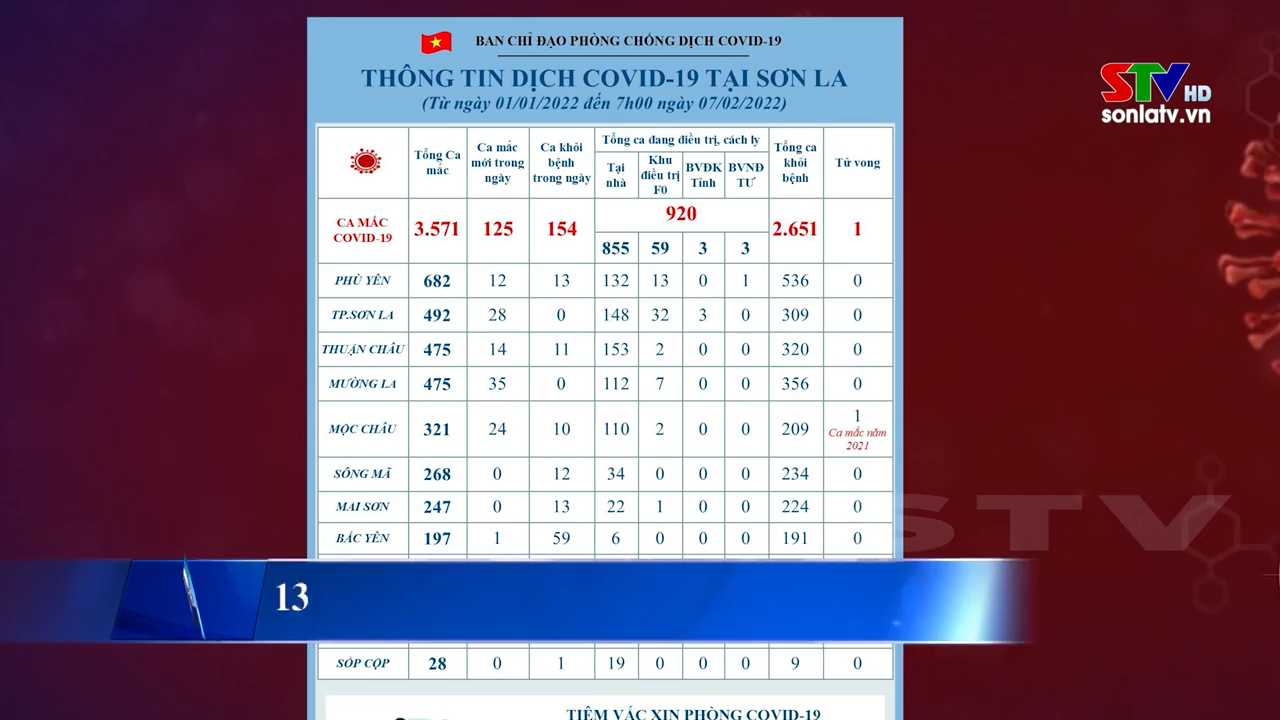 BAN CHỈ ĐẠO PHÒNG CHỐNG DỊCH COVID-19
THÔNG TIN DỊCH COVID-19 TẠI SƠN LA
(Từ ngày 01/01/2022 đến 7h00 ngày 07/02/2022)
STV HD
sonlatv.vn
Tổng Ca mắc
Ca mắc mới trong ngày
Ca khỏi bệnh trong ngày
Tổng ca đang điều trị, cách ly
Tại nhà
Khu điều trị F0
BVĐK Tỉnh
BVNĐ TƯ
Tổng ca khỏi bệnh
Tử vong
CA MẮC COVID-19 3.571 125 154 920 2.651 1
855 59 3 3
PHÙ YÊN 682 12 13 132 13 0 1 536 0
TP.SƠN LA 492 28 0 148 32 3 0 309 0
THUẬN CHÂU 475 14 11 153 2 0 0 320 0
MƯỜNG LA 475 35 0 112 7 0 0 356 0
MỘC CHÂU 321 24 10 110 2 0 0 209 1
Ca mắc năm 2021
SÔNG MÃ 268 0 12 34 0 0 0 234 0
MAI SƠN 247 0 13 22 1 0 0 224 0
BẮC YÊN 197 1 59 6 0 0 0 191 0
STV
13
SỐP CỘP 28 0 1 19 0 0 0 9 0
TIÊM VẮC XIN PHÒNG COVID-19